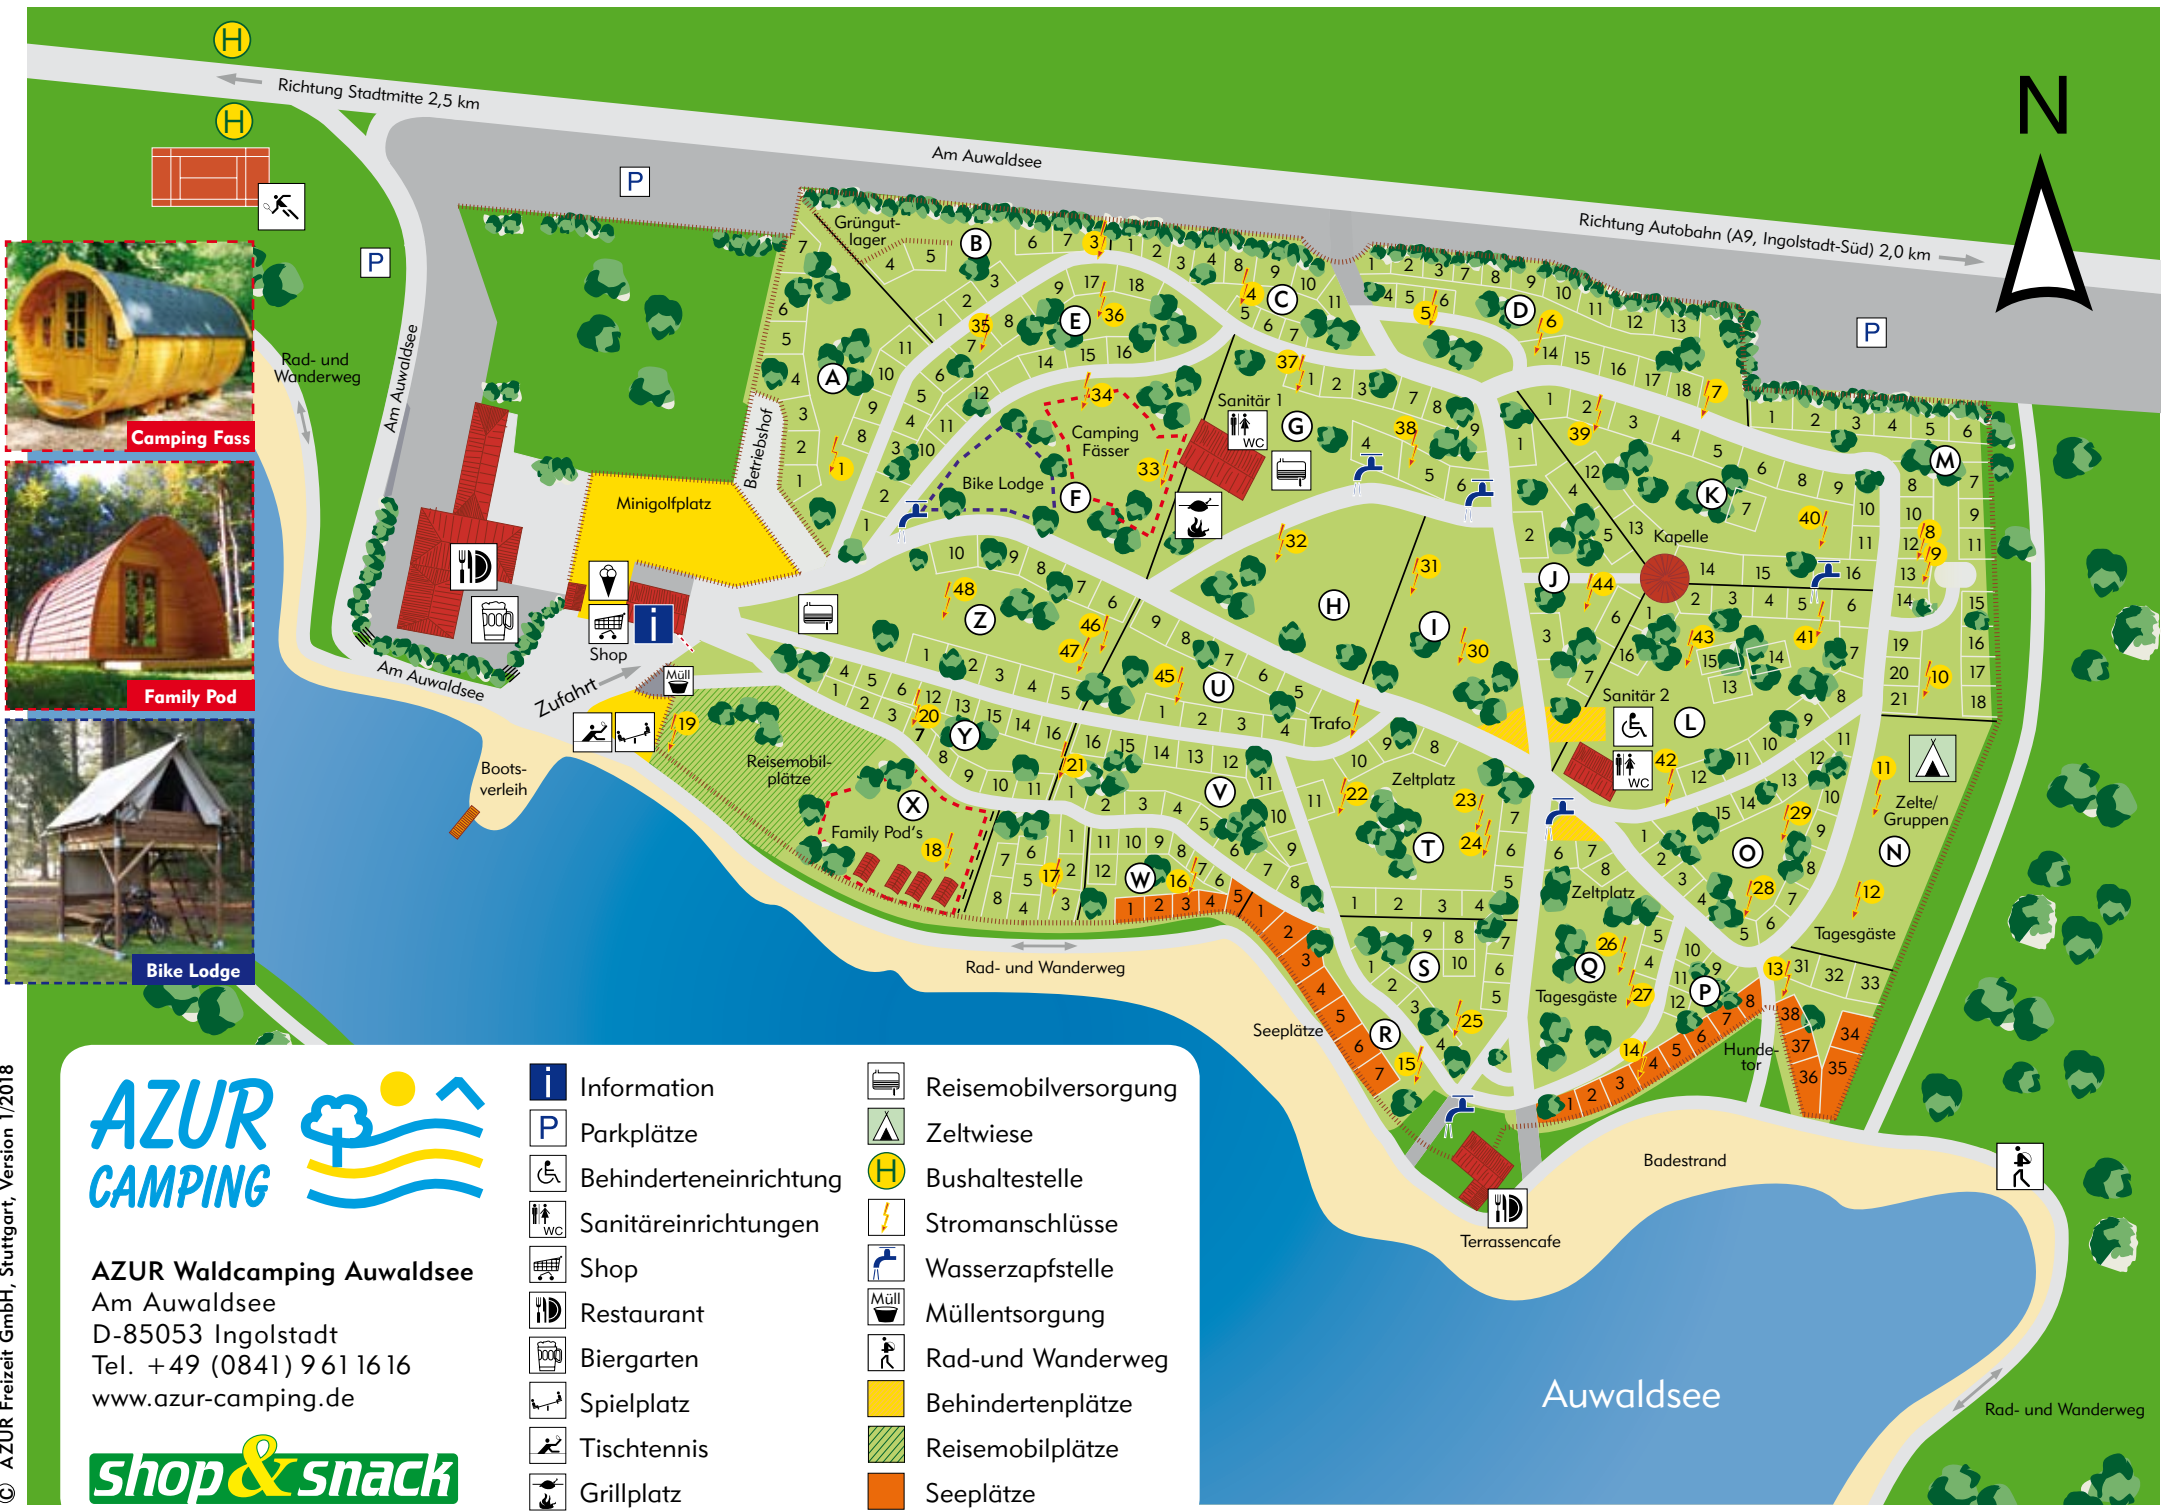 H
Richtung Stadtmitte 2,5 km
H
Am Auwaldsee
Richtung Autobahn (A9, Ingolstadt-Süd) 2,0 km
N
P
P
P
Am Auwaldsee
Rad- und
Wanderweg
Camping Fass
Family Pod
Bike Lodge
Grüngut-
lager
Betriebshof
Minigolfplatz
Shop
i
Zufahrt
Müll
Am Auwaldsee
Boots-
verleih
Reisemobil-
plätze
Family Pod's
Camping
Fässer
Bike Lodge
Sanitär 1
WC
Kapelle
Sanitär 2
WC
Trafo
Zeltplatz
Zeltplatz
Zelte/
Gruppen
Tagesgäste
Tagesgäste
Hunde-
tor
Seeplätze
Rad- und Wanderweg
Badestrand
Terrassencafe
Auwaldsee
Rad- und Wanderweg
A
B
C
D
E
F
G
H
I
J
K
L
M
N
O
P
Q
R
S
T
U
V
W
X
Y
Z
AZUR
CAMPING
AZUR Waldcamping Auwaldsee
Am Auwaldsee
D-85053 Ingolstadt
Tel. +49 (0841) 9 61 16 16
www.azur-camping.de
shop&snack
i Information
P Parkplätze
Behinderteneinrichtung
WC Sanitäreinrichtungen
Shop
Restaurant
Biergarten
Spielplatz
Tischtennis
Grillplatz
Reisemobilversorgung
Zeltwiese
H Bushaltestelle
Stromanschlüsse
Wasserzapfstelle
Müll Müllentsorgung
Rad-und Wanderweg
Behindertenplätze
Reisemobilplätze
Seeplätze
© AZUR Freizeit GmbH, Stuttgart, Version 1/2018